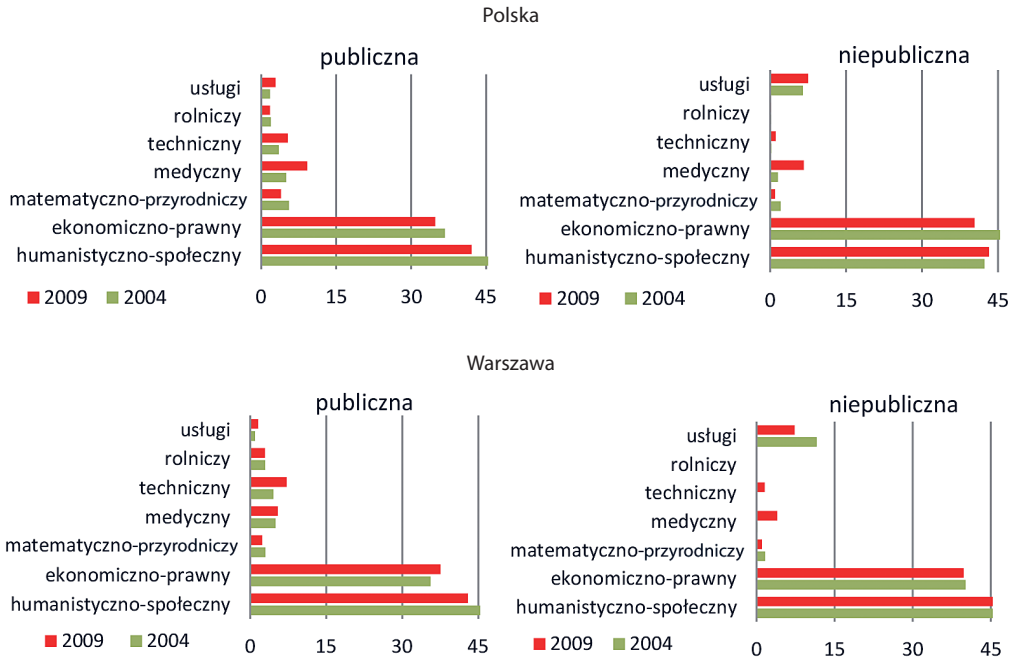 Polska
publiczna
usługi
rolniczy
techniczny
medyczny
matematyczno-przyrodniczy
ekonomiczno-prawny
humanistyczno-społeczny
0 15 30 45
2009 2004
niepubliczna
usługi
rolniczy
techniczny
medyczny
matematyczno-przyrodniczy
ekonomiczno-prawny
humanistyczno-społeczny
0 15 30 45
2009 2004
Warszawa
publiczna
usługi
rolniczy
techniczny
medyczny
matematyczno-przyrodniczy
ekonomiczno-prawny
humanistyczno-społeczny
0 15 30 45
2009 2004
niepubliczna
usługi
rolniczy
techniczny
medyczny
matematyczno-przyrodniczy
ekonomiczno-prawny
humanistyczno-społeczny
0 15 30 45
2009 2004